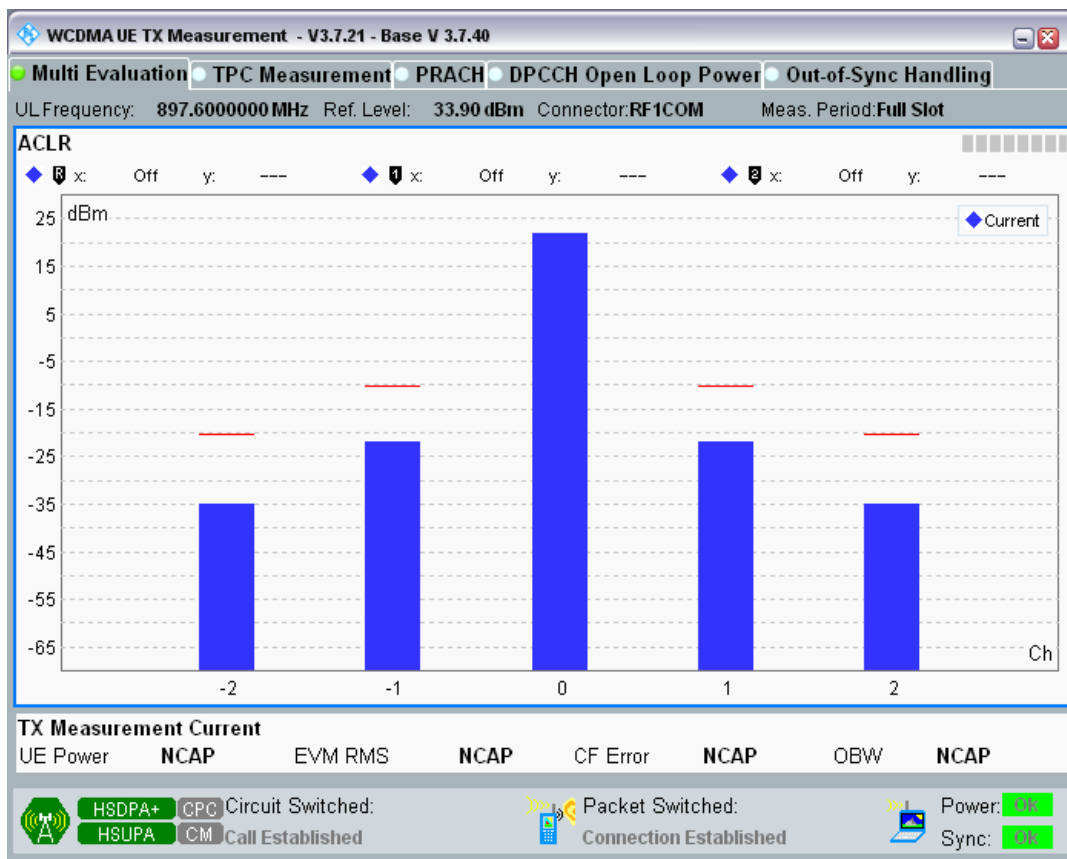 WCDMA UE TX Measurement - V3.7.21 - Base V 3.7.40
Multi Evaluation TPC Measurement PRACH DPCCH Open Loop Power Out-of-Sync Handling
UL Frequency: 897.6000000 MHz Ref. Level: 33.90 dBm Connector:RF1COM Meas. Period:Full Slot
ACLR
R x: Off y: --- 1 x: Off y: --- 2 x: Off y: ---
dBm
Current
25
15
5
-5
-15
-25
-35
-45
-55
-65
Ch
-2 -1 0 1 2
TX Measurement Current
UE Power NCAP EVM RMS NCAP CF Error NCAP OBW NCAP
HSDPA+ CPC Circuit Switched: Packet Switched: Power: OK
HSUPA CM Call Established Connection Established Sync: OK